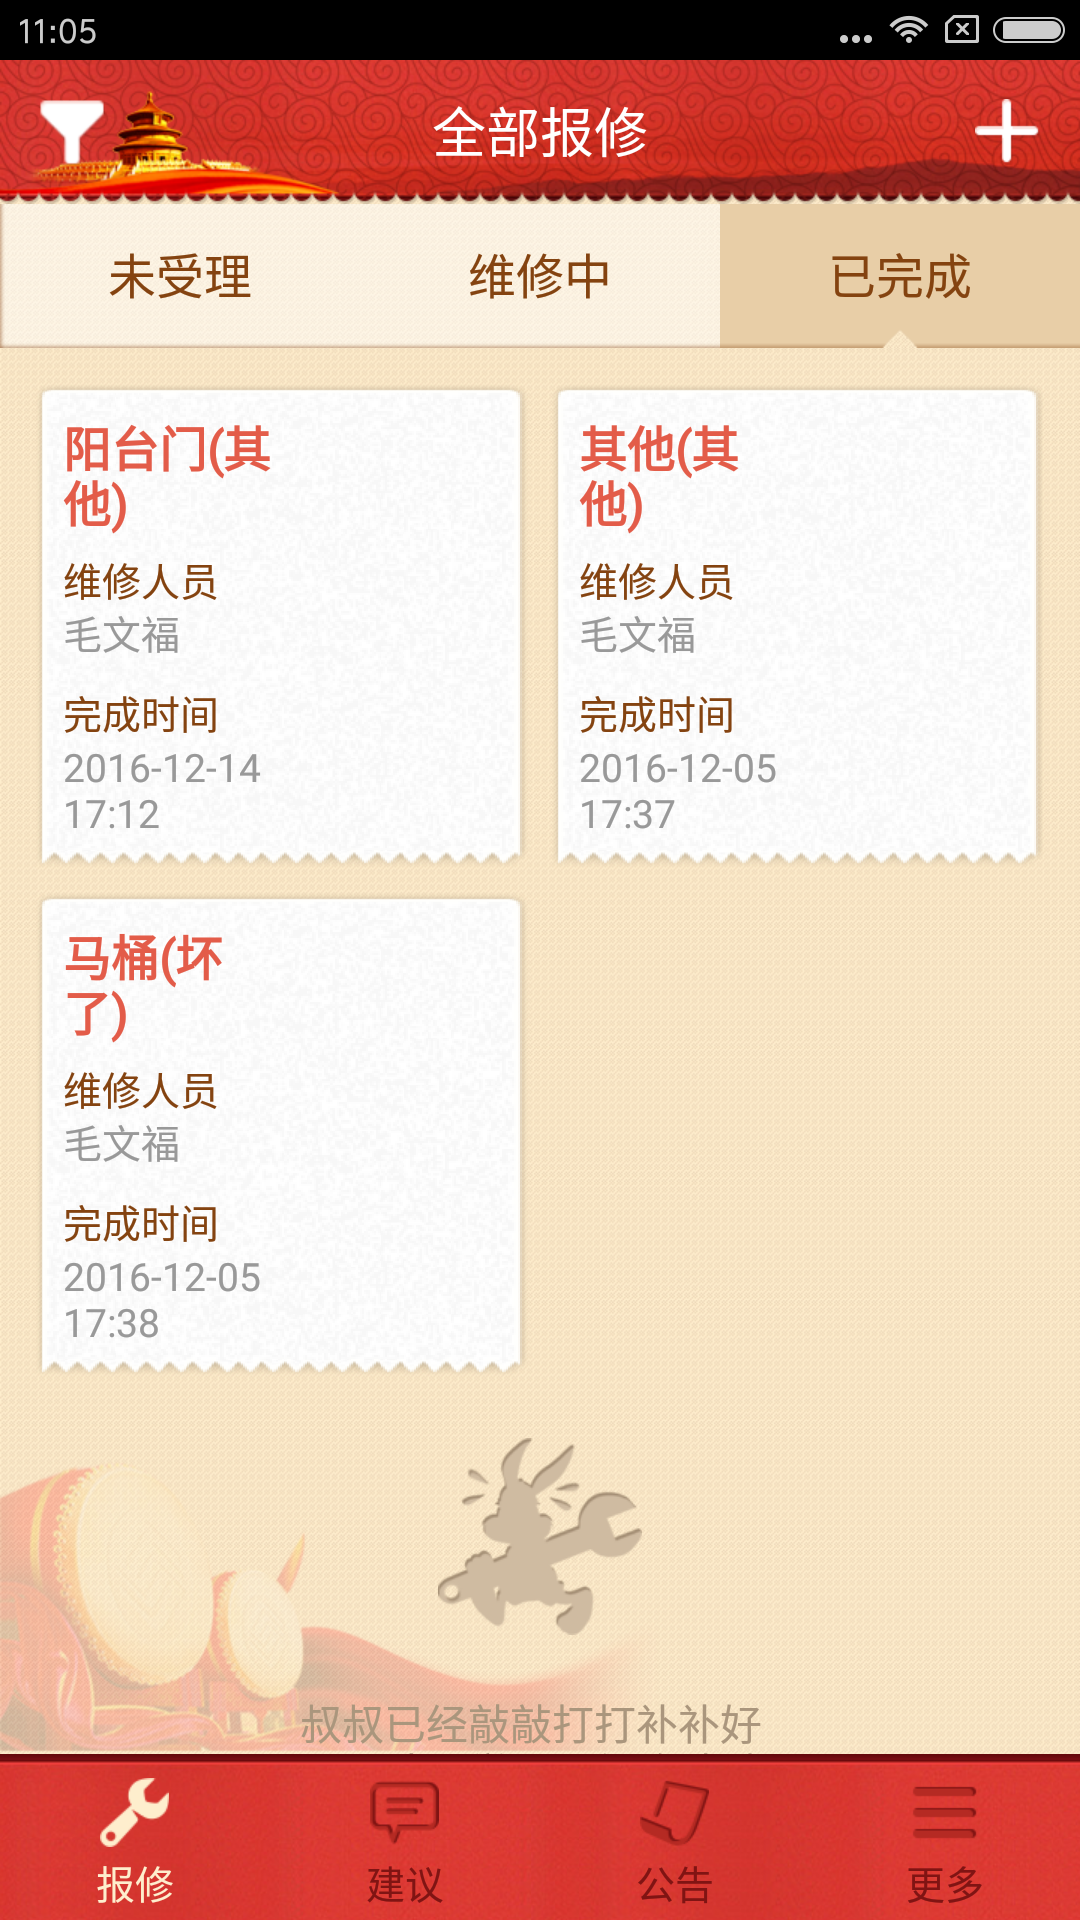 11:05
全部报修
未受理 维修中 已完成
阳台门(其
他)
维修人员
毛文福
完成时间
2016-12-14
17:12
其他(其
他)
维修人员
毛文福
完成时间
2016-12-05
17:37
马桶(坏
了)
维修人员
毛文福
完成时间
2016-12-05
17:38
叔叔已经敲敲打打补补好
报修 建议 公告 更多